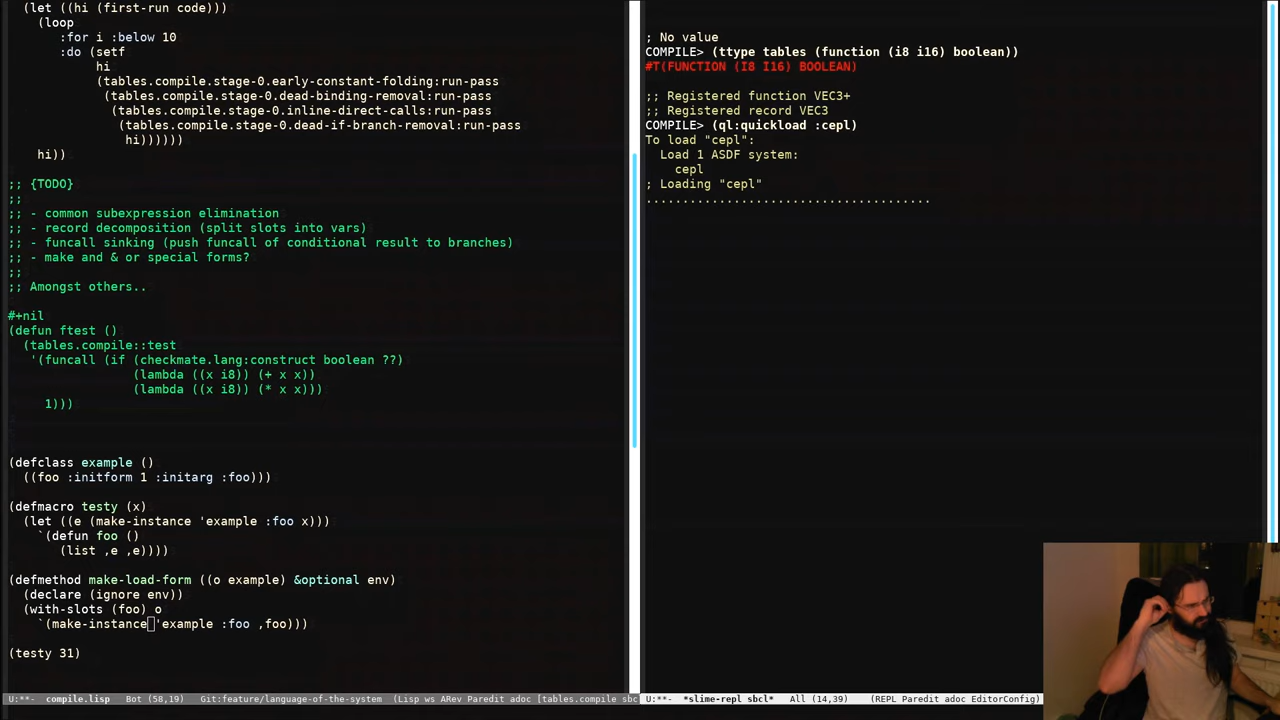 (let ((hi (first-run code)))
(loop
:for i :below 10
:do (setf
hi
(tables.compile.stage-0.early-constant-folding:run-pass
(tables.compile.stage-0.dead-binding-removal:run-pass
(tables.compile.stage-0.inline-direct-calls:run-pass
(tables.compile.stage-0.dead-if-branch-removal:run-pass
hi))))))
hi))
;; {TODO}
;;
;; - common subexpression elimination
;; - record decomposition (split slots into vars)
;; - funcall sinking (push funcall of conditional result to branches)
;; - make and & or special forms?
;;
;; Amongst others..
#+nil
(defun ftest ()
(tables.compile::test
'(funcall (if (checkmate.lang:construct boolean ??)
(lambda ((x i8)) (+ x x))
(lambda ((x i8)) (* x x)))
1)))
(defclass example ()
((foo :initform 1 :initarg :foo)))
(defmacro testy (x)
(let ((e (make-instance 'example :foo x)))
`(defun foo ()
(list ,e ,e))))
(defmethod make-load-form ((o example) &optional env)
(declare (ignore env))
(with-slots (foo) o
`(make-instance 'example :foo ,foo)))
(testy 31)
U:**- compile.lisp Bot (58,19) Git:feature/language-of-the-system (Lisp ws ARev Paredit adoc [tables.compile sbc
; No value
COMPILE> (ttype tables (function (i8 i16) boolean))
#T(FUNCTION (I8 I16) BOOLEAN)
;; Registered function VEC3+
;; Registered record VEC3
COMPILE> (ql:quickload :cepl)
To load "cepl":
Load 1 ASDF system:
cepl
; Loading "cepl"
.......................................
U:**- *slime-repl sbcl* All (14,39) (REPL Paredit adoc EditorConfig)